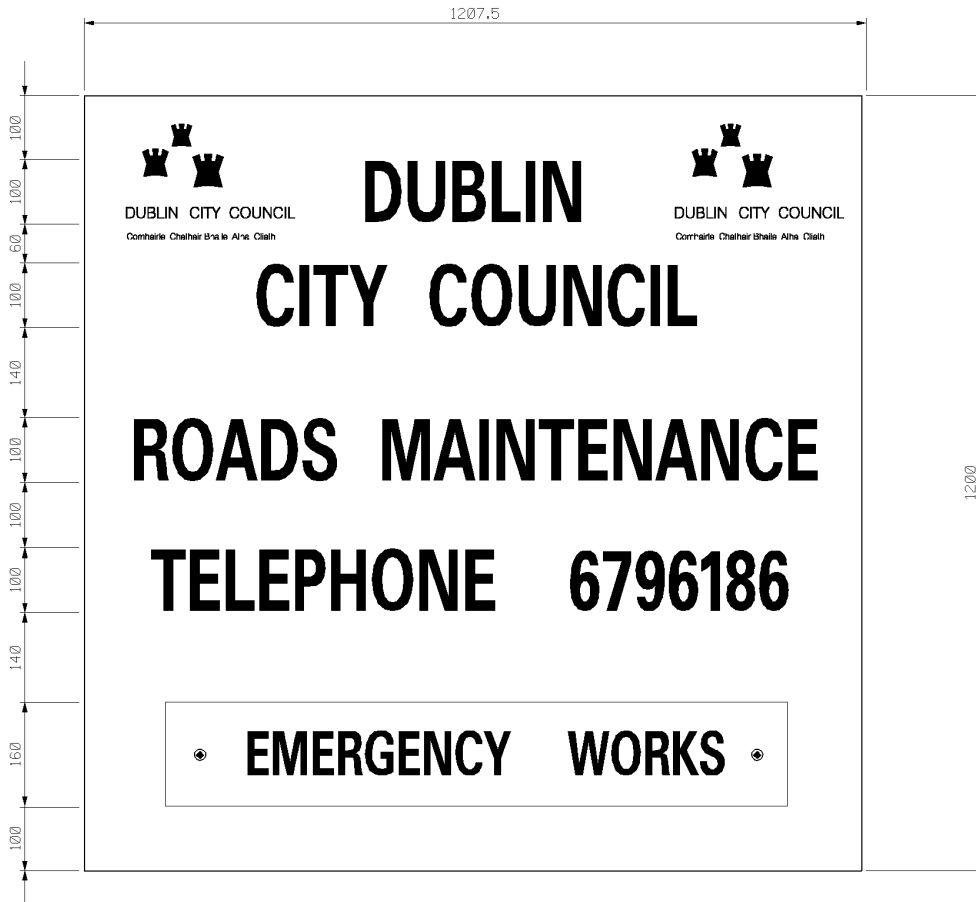 1207.5
100
100
60
100
140
100
100
100
140
160
100
1200
DUBLIN CITY COUNCIL
DUBLIN
DUBLIN CITY COUNCIL
CITY COUNCIL
ROADS MAINTENANCE
TELEPHONE 6796186
EMERGENCY WORKS